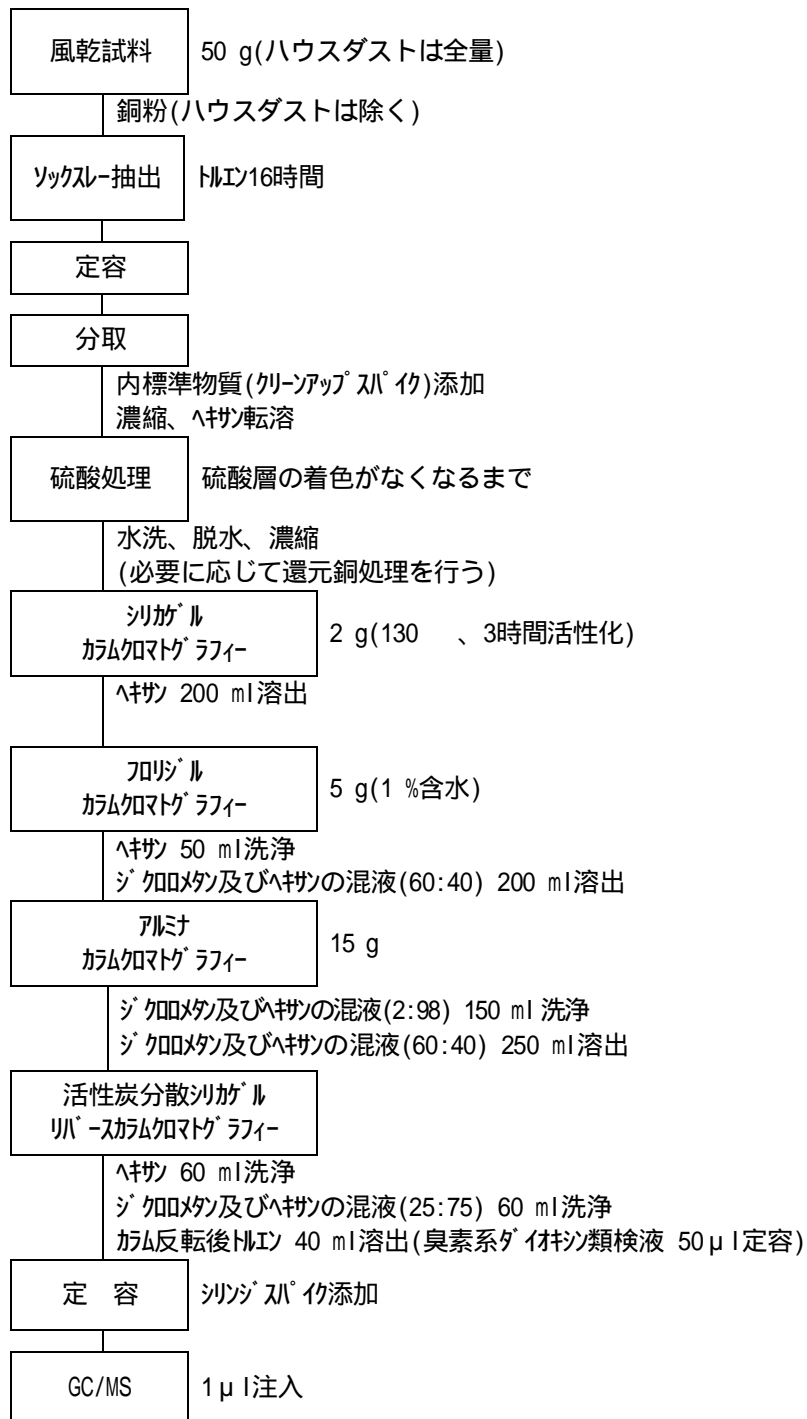 風乾試料 50 g(ハウスダストは全量)
銅粉(ハウスダストは除く)
ｿｯｸｽﾚｰ抽出 ﾄﾙｴﾝ16時間
定容
分取
内標準物質(ｸﾘｰﾝｱｯﾌﾟｽﾊﾟｲｸ)添加
濃縮、ﾍｷｻﾝ転溶
硫酸処理 硫酸層の着色がなくなるまで
水洗、脱水、濃縮
(必要に応じて還元銅処理を行う)
ｼﾘｶｹﾞﾙ
ｶﾗﾑｸﾛﾏﾄｸﾞﾗﾌｨｰ
2 g(130 、3時間活性化)
ﾍｷｻﾝ 200 ml溶出
ﾌﾛﾘｼﾞﾙ
ｶﾗﾑｸﾛﾏﾄｸﾞﾗﾌｨｰ
5 g(1 %含水)
ﾍｷｻﾝ 50 ml洗浄
ｼﾞｸﾛﾛﾒﾀﾝ及びﾍｷｻﾝの混液(60:40) 200 ml溶出
ｱﾙﾐﾅ
ｶﾗﾑｸﾛﾏﾄｸﾞﾗﾌｨｰ
15 g
ｼﾞｸﾛﾛﾒﾀﾝ及びﾍｷｻﾝの混液(2:98) 150 ml 洗浄
ｼﾞｸﾛﾛﾒﾀﾝ及びﾍｷｻﾝの混液(60:40) 250 ml溶出
活性炭分散ｼﾘｶｹﾞﾙ
ﾘﾊﾞｰｽｶﾗﾑｸﾛﾏﾄｸﾞﾗﾌｨｰ
ﾍｷｻﾝ 60 ml洗浄
ｼﾞｸﾛﾛﾒﾀﾝ及びﾍｷｻﾝの混液(25:75) 60 ml洗浄
ｶﾗﾑ反転後ﾄﾙｴﾝ 40 ml溶出(臭素系ﾀﾞｲｵｷｼﾝ類検液 50μl定容)
定 容 ｼﾘﾝｼﾞｽﾊﾟｲｸ添加
GC/MS 1μl注入